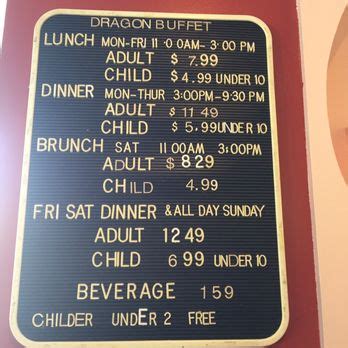 DRAGON BUFFET
LUNCH MON-FRI 11:00AM-3:00 PM
ADULT $ 7.99
CHILD $ 4.99 UNDER 10
DINNER MON-THUR 3:00PM-9:30 PM
ADULT $ 11 49
CHILD $ 5.99 UNDER 10
BRUNCH SAT 11 00AM 3:00PM
ADULT $ 8 29
CHILD 4.99
FRI SAT DINNER & ALL DAY SUNDAY
ADULT 12 49
CHILD 6 99 UNDER 10
BEVERAGE 1 59
CHILDER UNDER 2 FREE